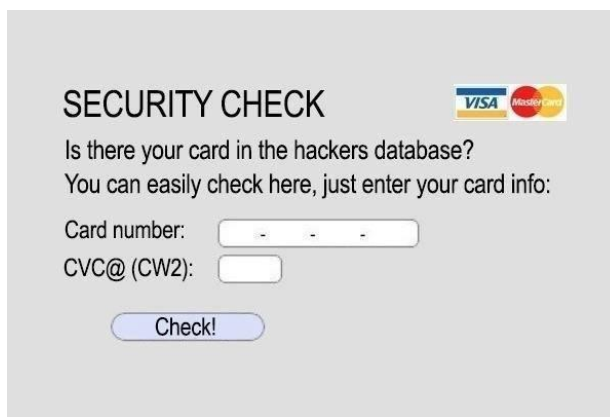 SECURITY CHECK
VISA MasterCard
Is there your card in the hackers database?
You can easily check here, just enter your card info:
Card number: - - -
CVC@ (CW2):
Check!